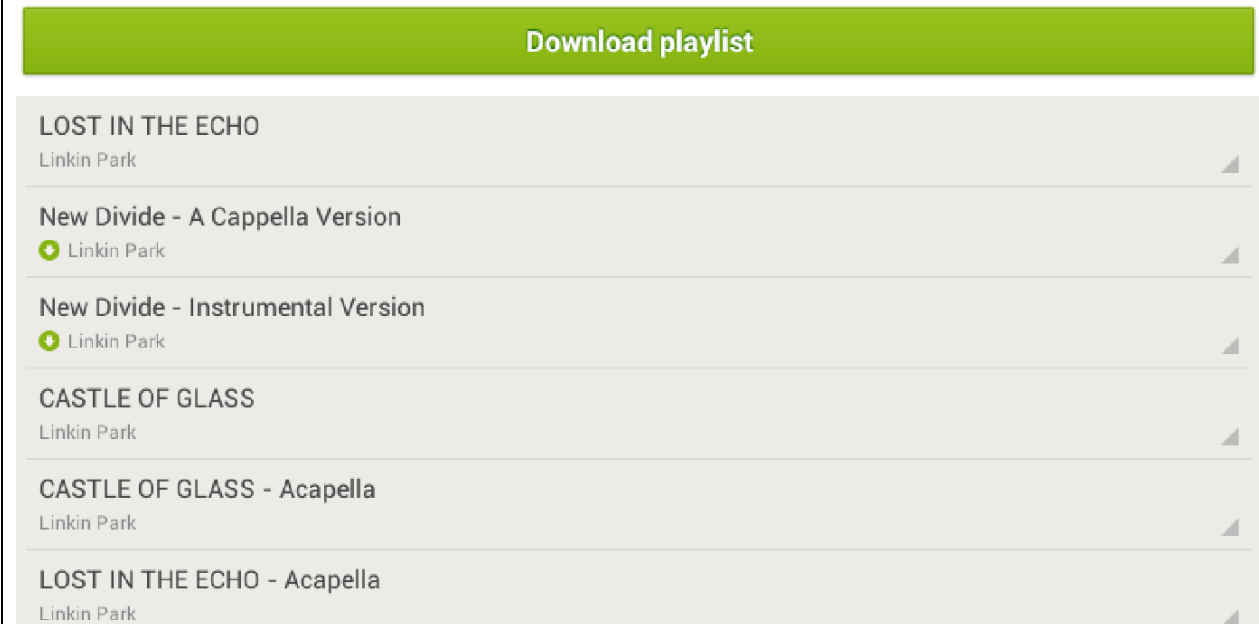 Download playlist
LOST IN THE ECHO
Linkin Park
New Divide - A Cappella Version
Linkin Park
New Divide - Instrumental Version
Linkin Park
CASTLE OF GLASS
Linkin Park
CASTLE OF GLASS - Acapella
Linkin Park
LOST IN THE ECHO - Acapella
Linkin Park